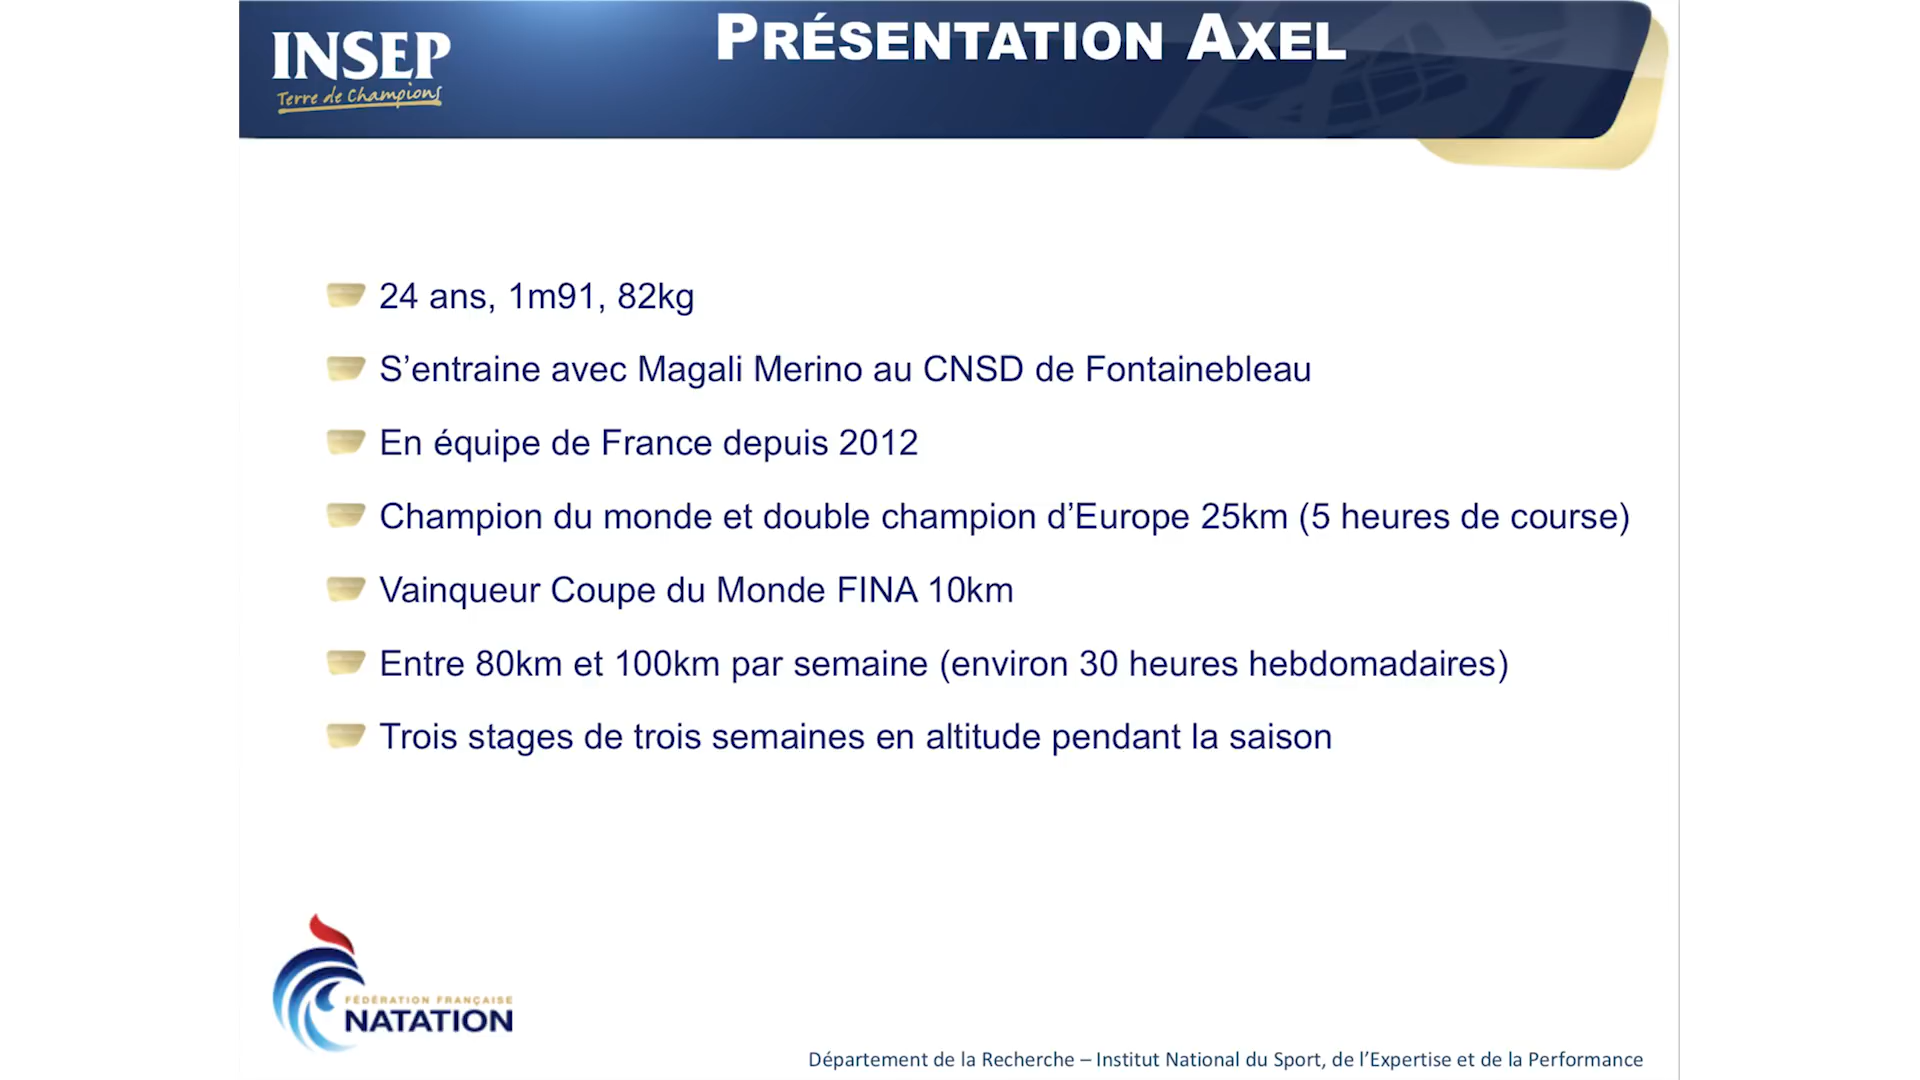 INSEP
Terre de Champions
PRÉSENTATION AXEL
24 ans, 1m91, 82kg
S’entraine avec Magali Merino au CNSD de Fontainebleau
En équipe de France depuis 2012
Champion du monde et double champion d’Europe 25km (5 heures de course)
Vainqueur Coupe du Monde FINA 10km
Entre 80km et 100km par semaine (environ 30 heures hebdomadaires)
Trois stages de trois semaines en altitude pendant la saison
FÉDÉRATION FRANÇAISE
NATATION
Département de la Recherche – Institut National du Sport, de l’Expertise et de la Performance